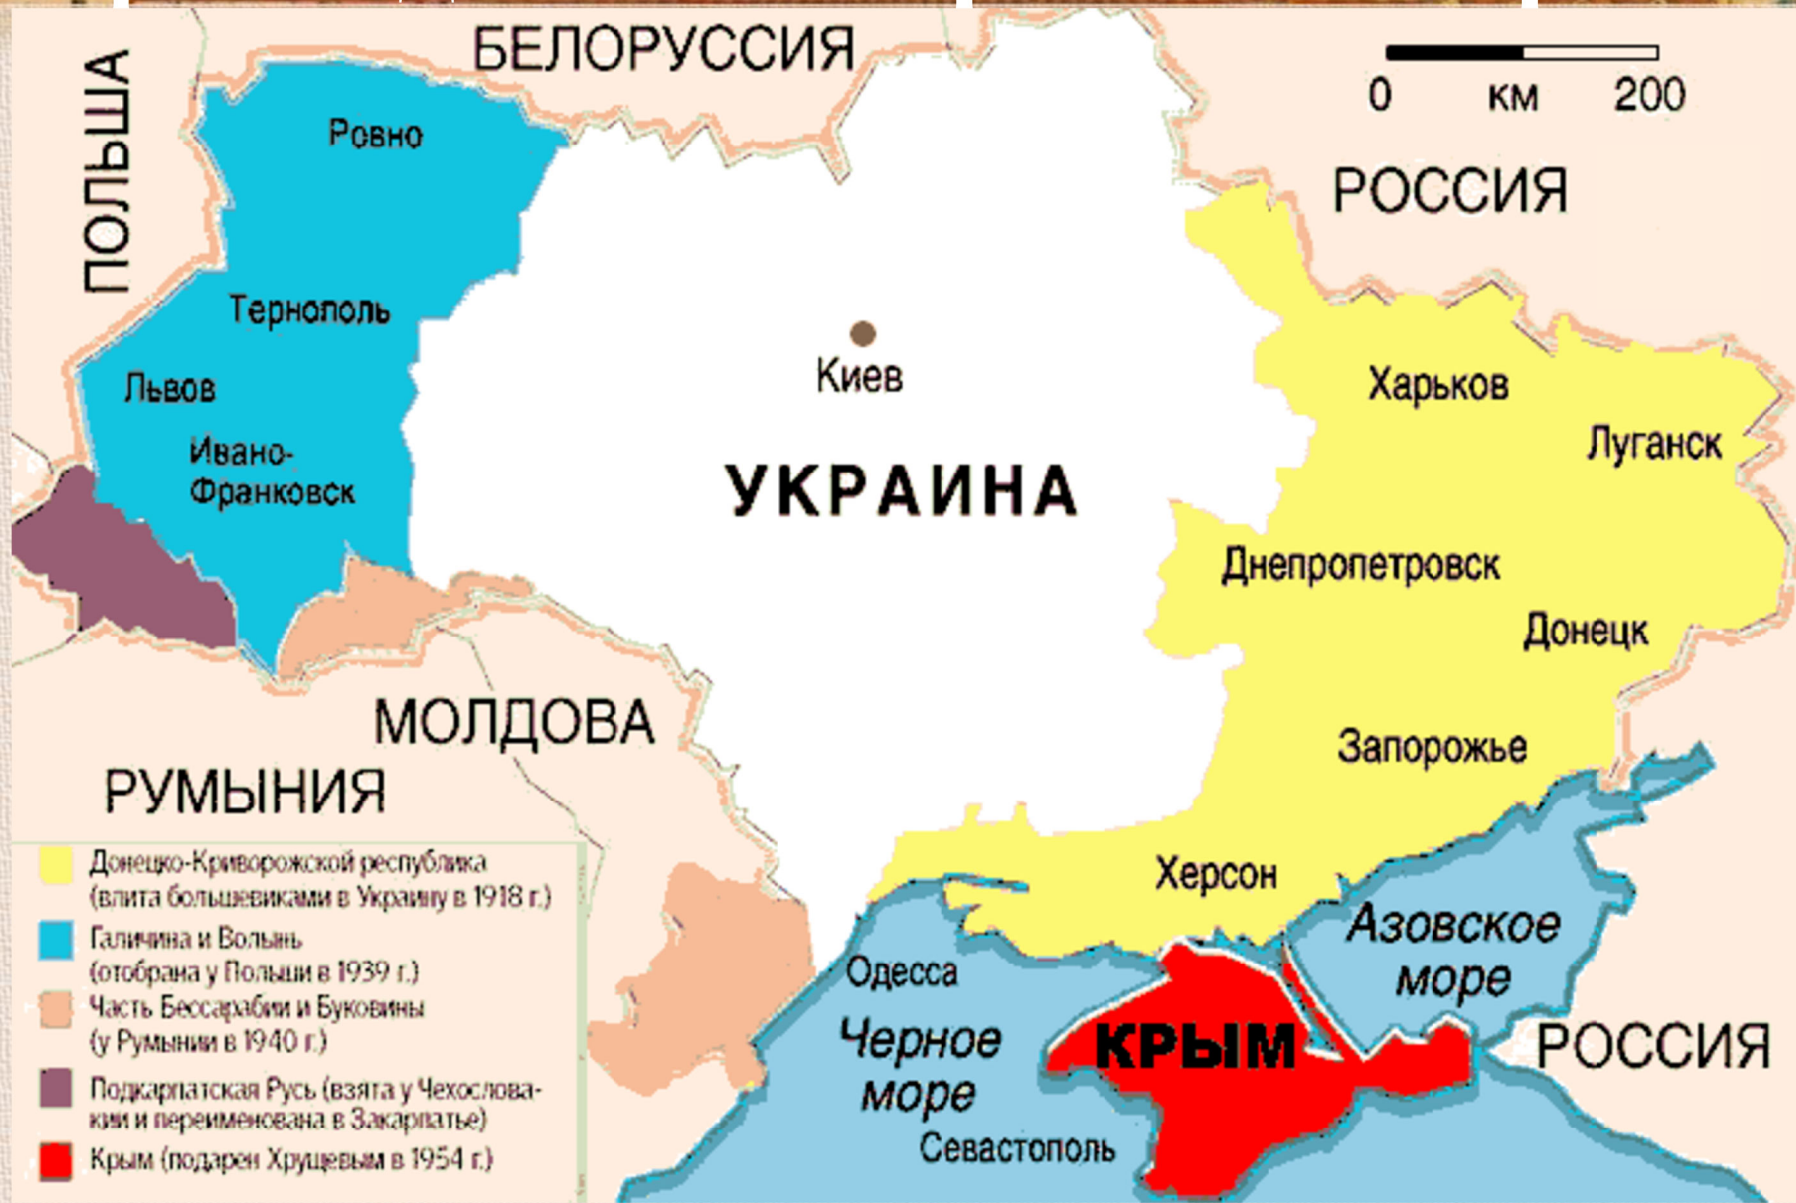 БЕЛОРУССИЯ
ПОЛЬША
0 км 200
РОССИЯ
Ровно
Тернополь
Львов
Ивано-
Франковск
Киев
УКРАИНА
Харьков
Луганск
Днепропетровск
Донецк
Запорожье
Херсон
МОЛДОВА
РУМЫНИЯ
Азовское
море
Одесса
Черное
море
КРЫМ
РОССИЯ
Севастополь
Донецко-Криворожской республика
(влита большевиками в Украину в 1918 г.)
Галичина и Волынь
(отобрана у Польши в 1939 г.)
Часть Бессарабии и Буковины
(у Румынии в 1940 г.)
Подкарпатская Русь (взята у Чехослова-
кии и переименована в Закарпатье)
Крым (подарен Хрущевым в 1954 г.)